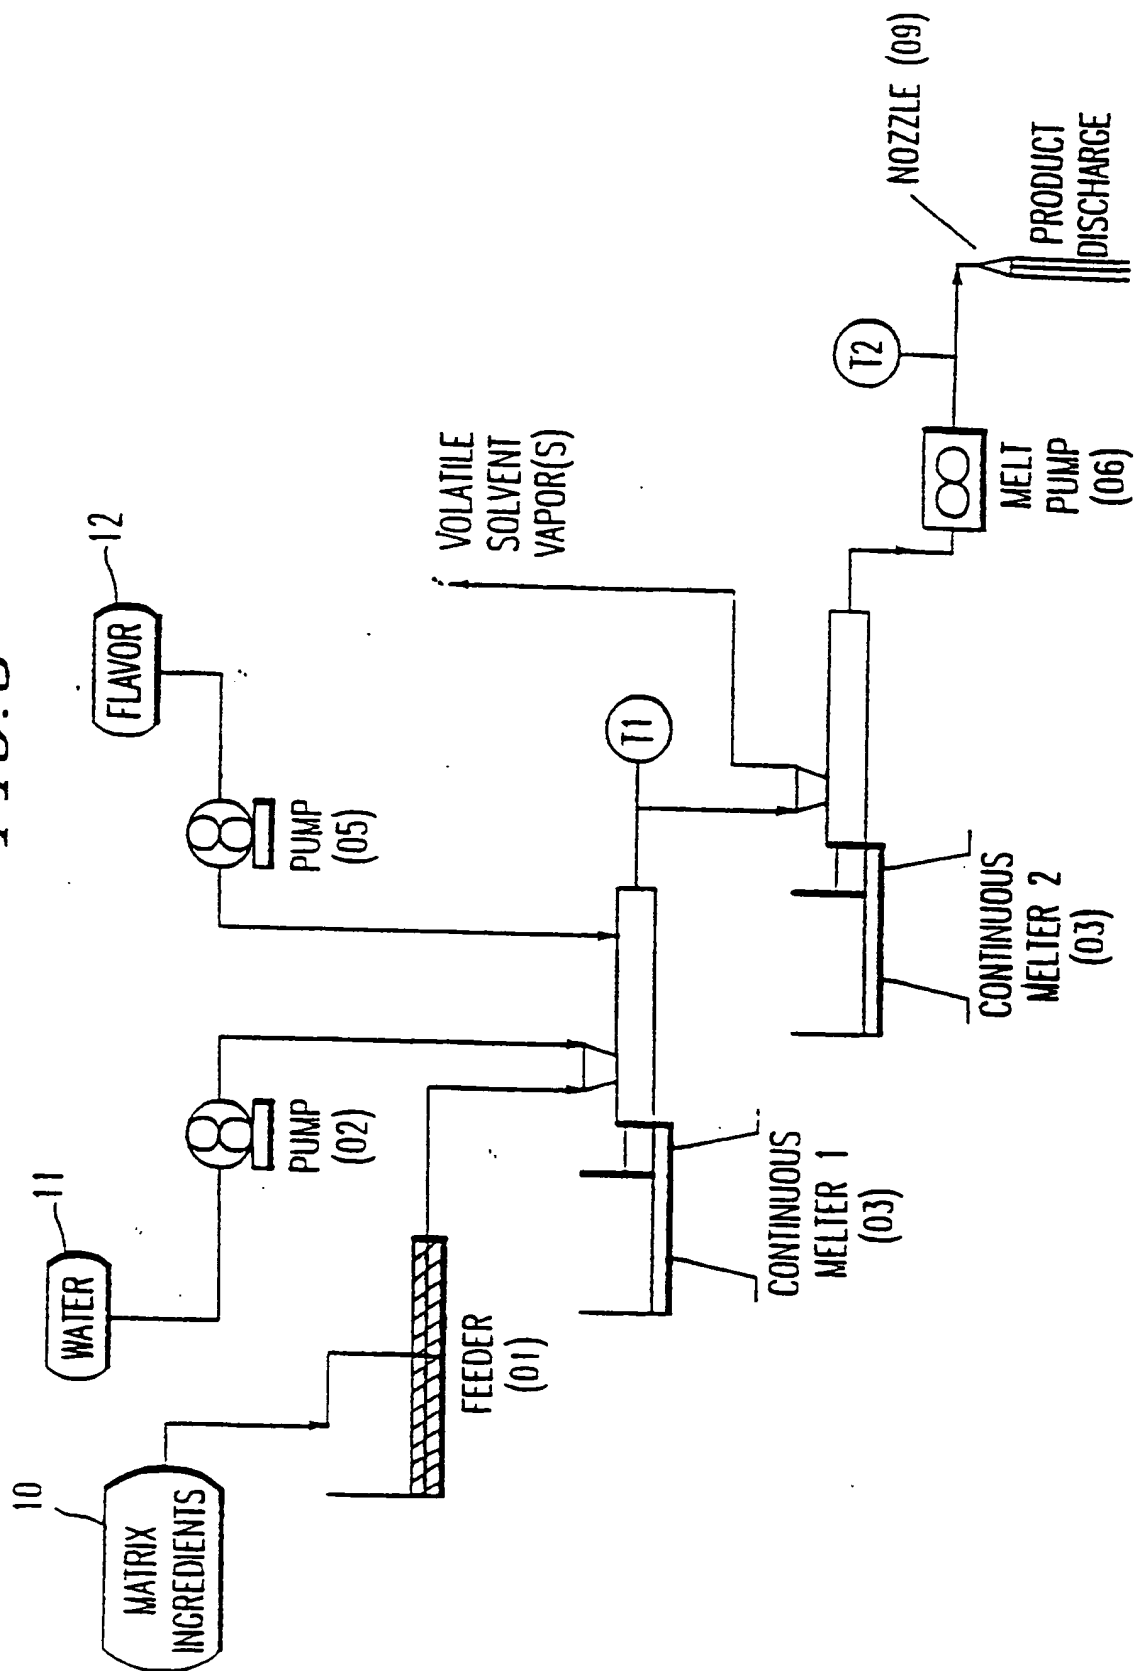 12
FLAVOR
11
WATER
PUMP
(05)
PUMP
(02)
10
MATRIX
INGREDIENTS
FEEDER
(01)
VOLATILE
SOLVENT
VAPOR(S)
T1
CONTINUOUS
MELTER 1
(03)
CONTINUOUS
MELTER 2
(03)
T2
MELT
PUMP
(06)
NOZZLE (09)
PRODUCT
DISCHARGE